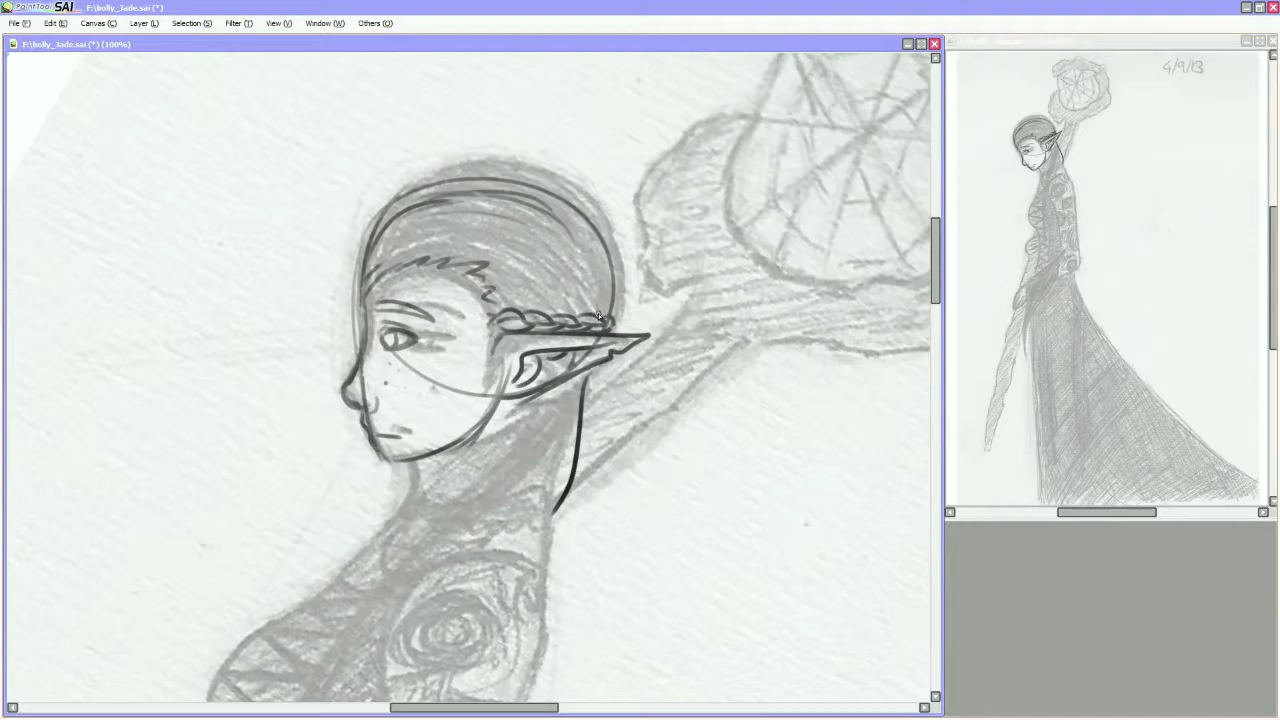 PaintTool SAI F:\holly_Jade.sai (*)
File (F) Edit (E) Canvas (C) Layer (L) Selection (S) Filter (T) View (V) Window (W) Others (O)
F:\holly_Jade.sai (*) (100%)
4/9/13